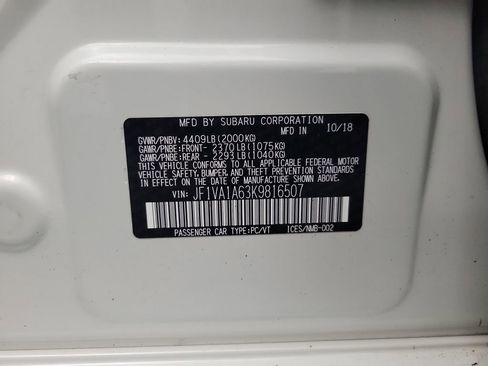 MFD BY SUBARU CORPORATION
MFD IN 10/18
GVWR/PNBV: 4409LB(2000KG)
GAWR/PBNE:FRONT- 2370LB(1075KG)
GAWR/PBNE:REAR - 2293LB(1040KG)
THIS VEHICLE CONFORMS TO ALL APPLICABLE FEDERAL MOTOR
VEHICLE SAFETY,BUMPER, AND THEFT PREVENTION STANDARDS
IN EFFECT ON THE DATE OF MANUFACTURE SHOWN ABOVE.
VIN: JF1VA1A63K9816507
PASSENGER CAR TYPE:PC/VT ICES/NMB-002